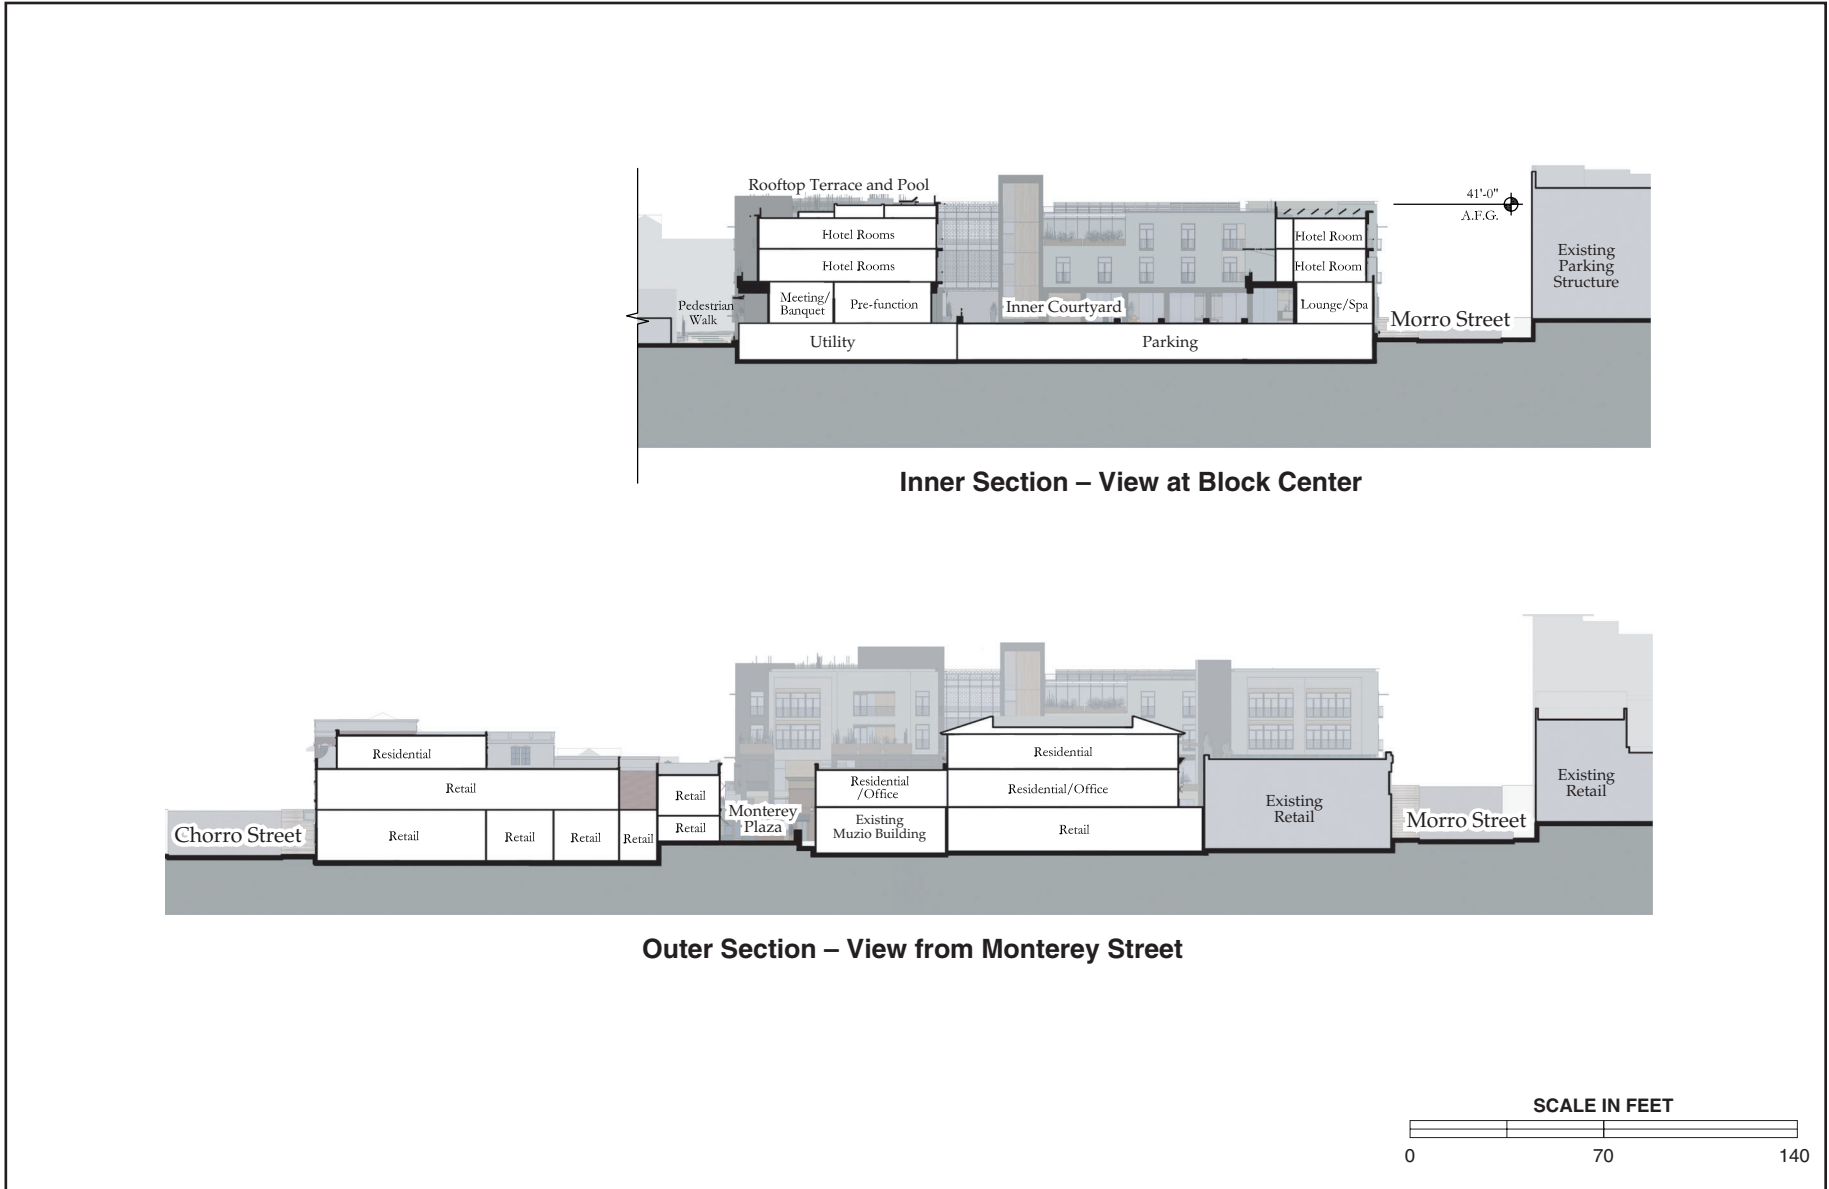 Rooftop Terrace and Pool
41'-0"
A.F.G.
Hotel Rooms
Hotel Room
Existing
Parking
Structure
Hotel Rooms
Hotel Room
Pedestrian
Walk
Meeting/
Banquet
Pre-function
Inner Courtyard
Lounge/Spa
Morro Street
Utility
Parking
Inner Section – View at Block Center
Residential
Residential
Retail
Retail
Residential
/Office
Residential/Office
Existing
Retail
Existing
Retail
Chorro Street
Retail
Retail
Retail
Retail
Retail
Monterey
Plaza
Existing
Muzio Building
Retail
Morro Street
Outer Section – View from Monterey Street
SCALE IN FEET
0 70 140